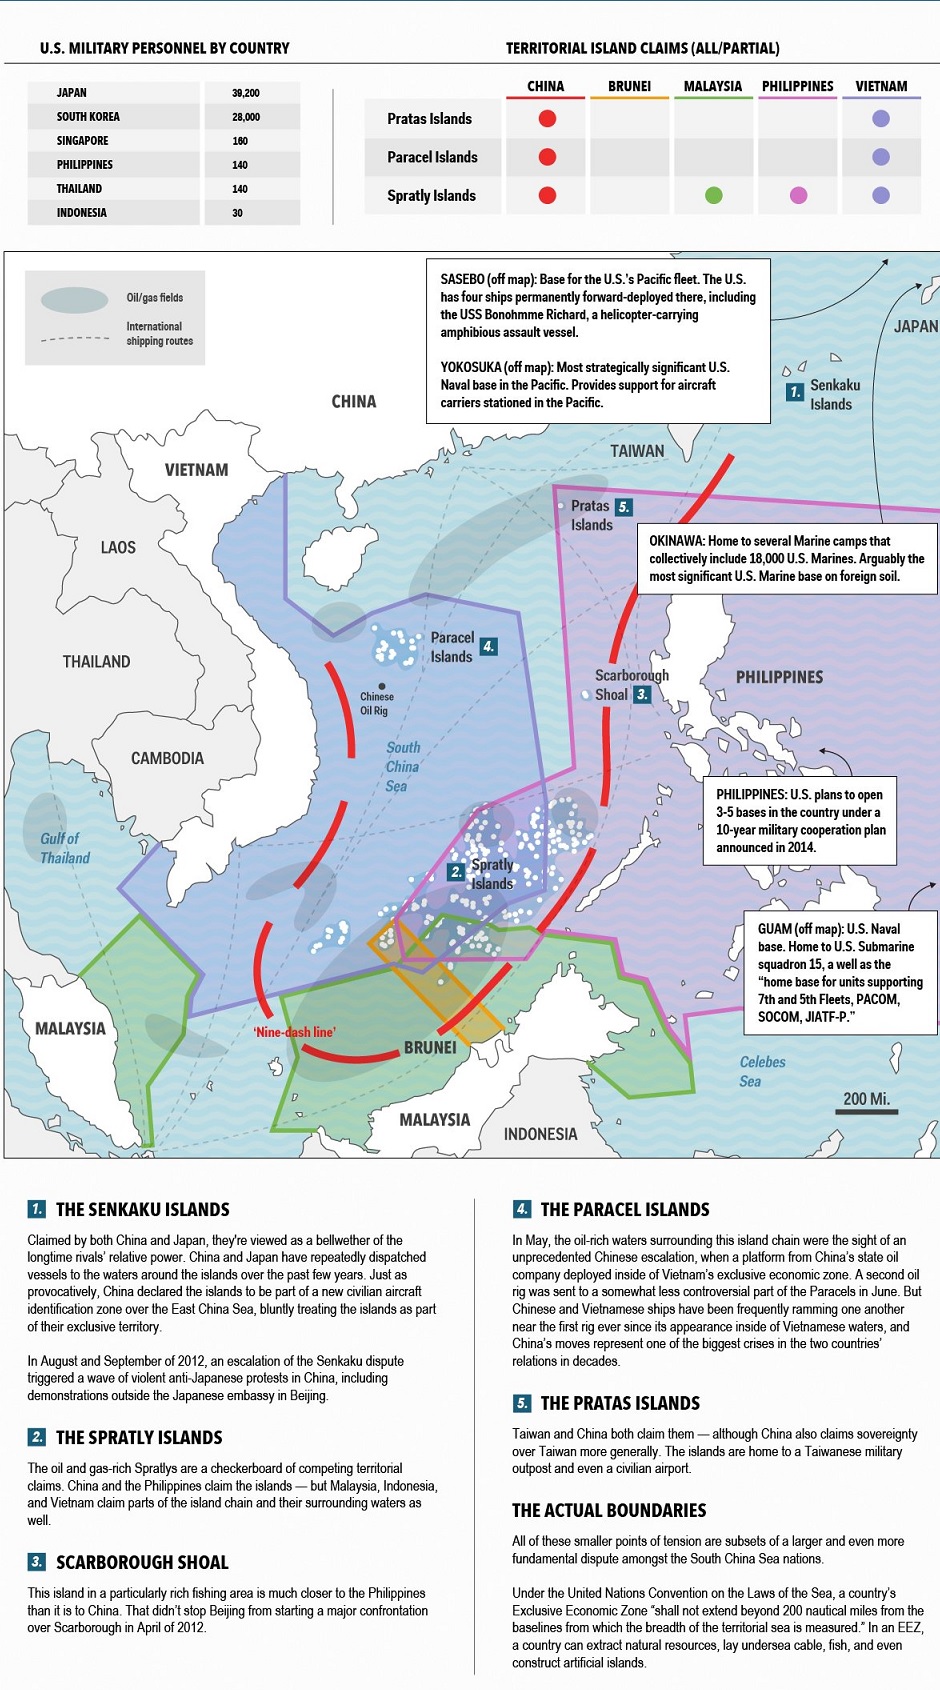 U.S. MILITARY PERSONNEL BY COUNTRY
JAPAN 39,200
SOUTH KOREA 28,000
SINGAPORE 160
PHILIPPINES 140
THAILAND 140
INDONESIA 30
TERRITORIAL ISLAND CLAIMS (ALL/PARTIAL)
CHINA BRUNEI MALAYSIA PHILIPPINES VIETNAM
Pratas Islands
Paracel Islands
Spratly Islands
Oil/gas fields
International
shipping routes
SASEBO (off map): Base for the U.S.'s Pacific fleet. The U.S.
has four ships permanently forward-deployed there, including
the USS Bonohmme Richard, a helicopter-carrying
amphibious assault vessel.
YOKOSUKA (off map): Most strategically significant U.S.
Naval base in the Pacific. Provides support for aircraft
carriers stationed in the Pacific.
JAPAN
1. Senkaku
Islands
CHINA
TAIWAN
VIETNAM
Pratas 5.
Islands
OKINAWA: Home to several Marine camps that
collectively include 18,000 U.S. Marines. Arguably the
most significant U.S. Marine base on foreign soil.
LAOS
Paracel
Islands 4.
THAILAND
Scarborough
Shoal 3.
PHILIPPINES
Chinese
Oil Rig
CAMBODIA
South
China
Sea
PHILIPPINES: U.S. plans to open
3-5 bases in the country under a
10-year military cooperation plan
announced in 2014.
Gulf of
Thailand
2. Spratly
Islands
GUAM (off map): U.S. Naval
base. Home to U.S. Submarine
squadron 15, a well as the
“home base for units supporting
7th and 5th Fleets, PACOM,
SOCOM, JIATF-P.”
MALAYSIA
‘Nine-dash line’
BRUNEI
Celebes
Sea
200 Mi.
MALAYSIA
INDONESIA
1. THE SENKAKU ISLANDS
Claimed by both China and Japan, they're viewed as a bellwether of the
longtime rivals’ relative power. China and Japan have repeatedly dispatched
vessels to the waters around the islands over the past few years. Just as
provocatively, China declared the islands to be part of a new civilian aircraft
identification zone over the East China Sea, bluntly treating the islands as part
of their exclusive territory.
In August and September of 2012, an escalation of the Senkaku dispute
triggered a wave of violent anti-Japanese protests in China, including
demonstrations outside the Japanese embassy in Beijing.
2. THE SPRATLY ISLANDS
The oil and gas-rich Spratlys are a checkerboard of competing territorial
claims. China and the Philippines claim the islands — but Malaysia, Indonesia,
and Vietnam claim parts of the island chain and their surrounding waters as
well.
3. SCARBOROUGH SHOAL
This island in a particularly rich fishing area is much closer to the Philippines
than it is to China. That didn’t stop Beijing from starting a major confrontation
over Scarborough in April of 2012.
4. THE PARACEL ISLANDS
In May, the oil-rich waters surrounding this island chain were the sight of an
unprecedented Chinese escalation, when a platform from China’s state oil
company deployed inside of Vietnam’s exclusive economic zone. A second oil
rig was sent to a somewhat less controversial part of the Paracels in June. But
Chinese and Vietnamese ships have been frequently ramming one another
near the first rig ever since its appearance inside of Vietnamese waters, and
China’s moves represent one of the biggest crises in the two countries’
relations in decades.
5. THE PRATAS ISLANDS
Taiwan and China both claim them — although China also claims sovereignty
over Taiwan more generally. The islands are home to a Taiwanese military
outpost and even a civilian airport.
THE ACTUAL BOUNDARIES
All of these smaller points of tension are subsets of a larger and even more
fundamental dispute amongst the South China Sea nations.
Under the United Nations Convention on the Laws of the Sea, a country’s
Exclusive Economic Zone “shall not extend beyond 200 nautical miles from the
baselines from which the breadth of the territorial sea is measured.” In an EEZ,
a country can extract natural resources, lay undersea cable, fish, and even
construct artificial islands.